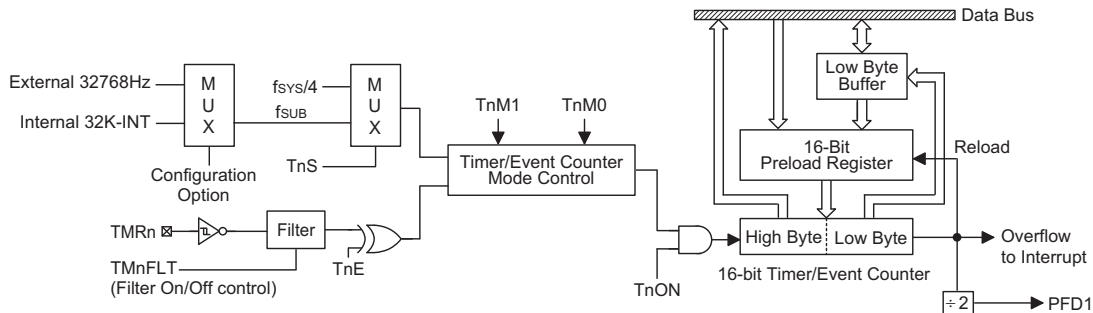 Data Bus
External 32768Hz
Internal 32K-INT
M
U
X
Configuration
Option
fSYS/4
fSUB
M
U
X
TnS
TnM1
TnM0
Timer/Event Counter
Mode Control
Low Byte
Buffer
16-Bit
Preload Register
Reload
TMRn
Filter
TMnFLT
(Filter On/Off control)
TnE
TnON
High Byte
Low Byte
16-bit Timer/Event Counter
Overflow
to Interrupt
÷2
PFD1